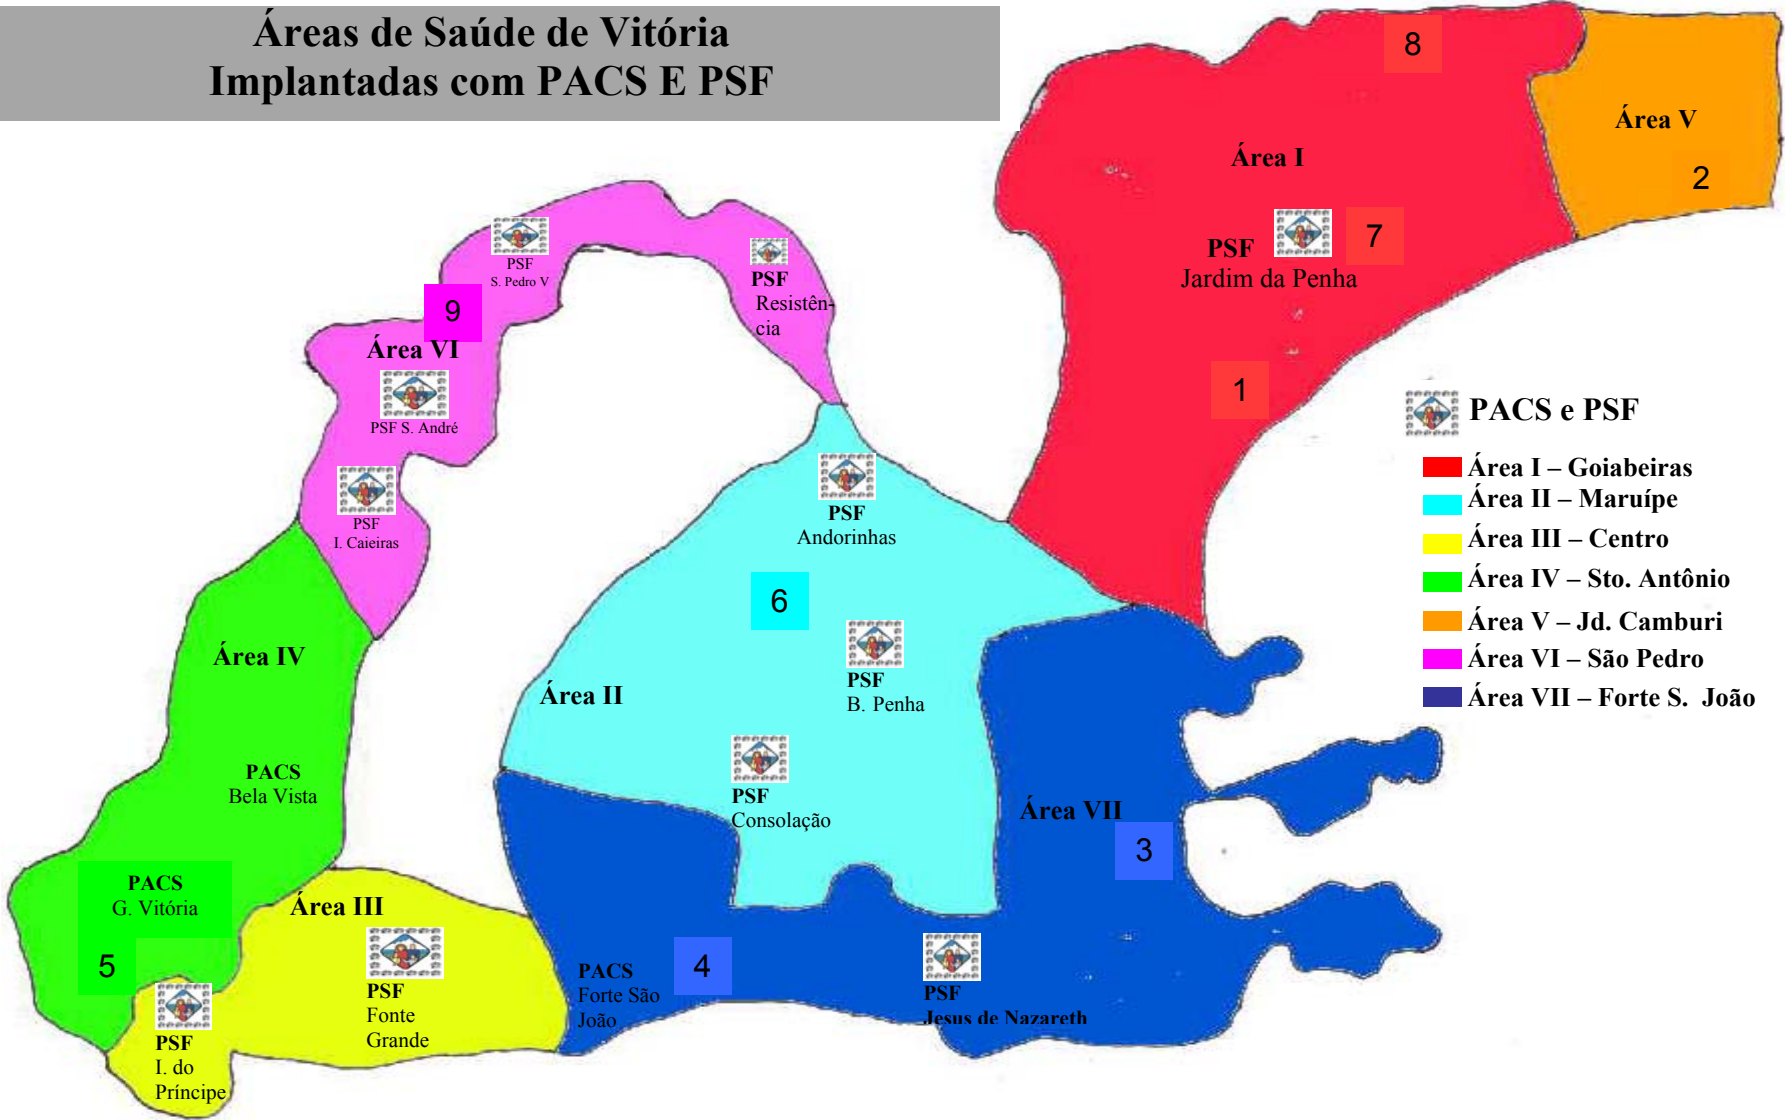 Áreas de Saúde de Vitória
Implantadas com PACS E PSF
8
Área V
2
Área I
7
PSF
Jardim da Penha
1
PSF
S. Pedro V
PSF
Resistên-
cia
9
Área VI
PSF S. André
PSF
I. Caieiras
PSF
Andorinhas
6
PSF
B. Penha
Área II
PSF
Consolação
Área IV
PACS
Bela Vista
PACS
G. Vitória
5
Área III
PSF
Fonte
Grande
PSF
I. do
Príncipe
Área VII
3
4
PACS
Forte São
João
PSF
Jesus de Nazareth
PACS e PSF
Área I – Goiabeiras
Área II – Maruípe
Área III – Centro
Área IV – Sto. Antônio
Área V – Jd. Camburi
Área VI – São Pedro
Área VII – Forte S. João